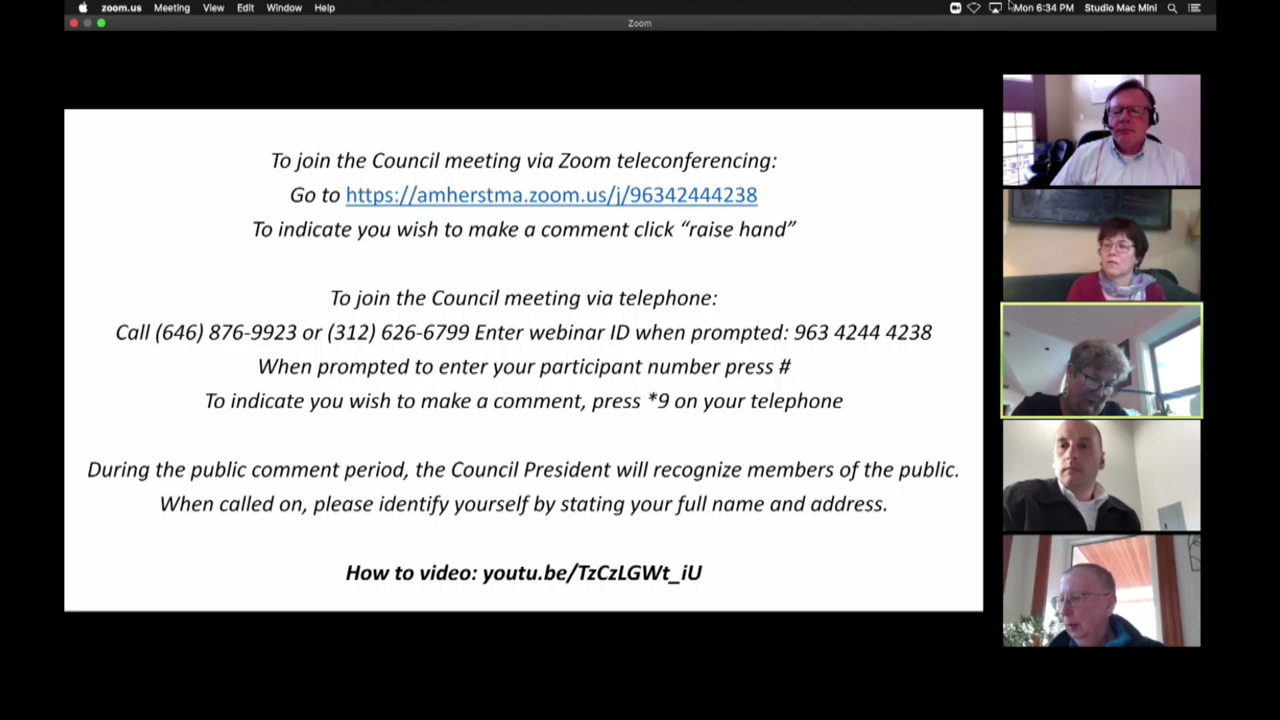 zoom.us Meeting View Edit Window Help Mon 6:34 PM Studio Mac Mini
Zoom
To join the Council meeting via Zoom teleconferencing:
Go to https://amherstma.zoom.us/j/96342444238
To indicate you wish to make a comment click “raise hand”
To join the Council meeting via telephone:
Call (646) 876-9923 or (312) 626-6799 Enter webinar ID when prompted: 963 4244 4238
When prompted to enter your participant number press #
To indicate you wish to make a comment, press *9 on your telephone
During the public comment period, the Council President will recognize members of the public.
When called on, please identify yourself by stating your full name and address.
How to video: youtu.be/TzCzLGWt_iU